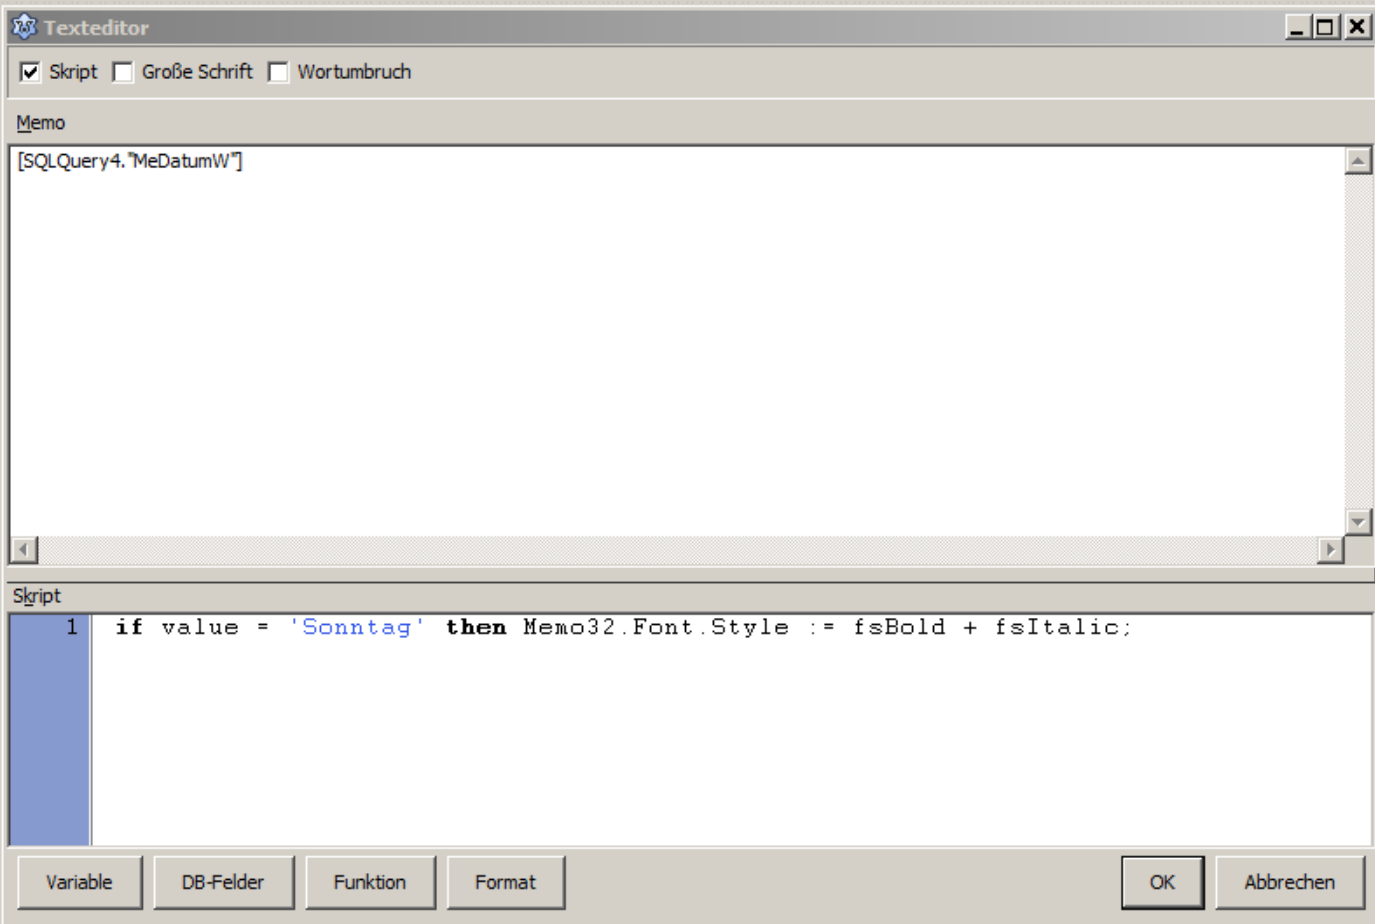 Texteditor
Skript Große Schrift Wortumbruch
Memo
[SQLQuery4."MeDatumW"]
Skript
1 if value = 'Sonntag' then Memo32.Font.Style := fsBold + fsItalic;
Variable DB-Felder Funktion Format OK Abbrechen